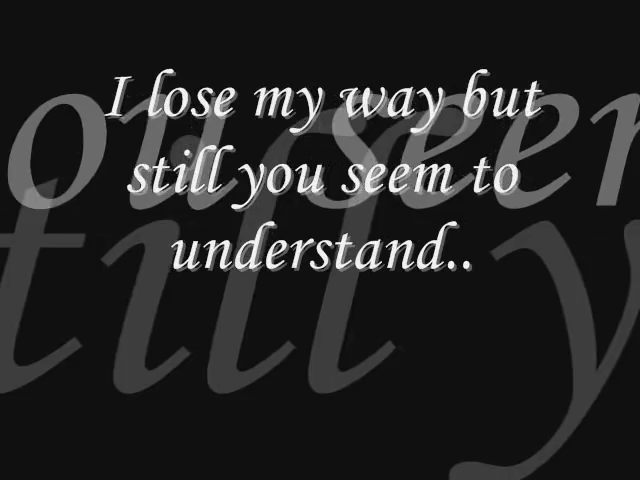 I lose my way but
still you seem to
understand..